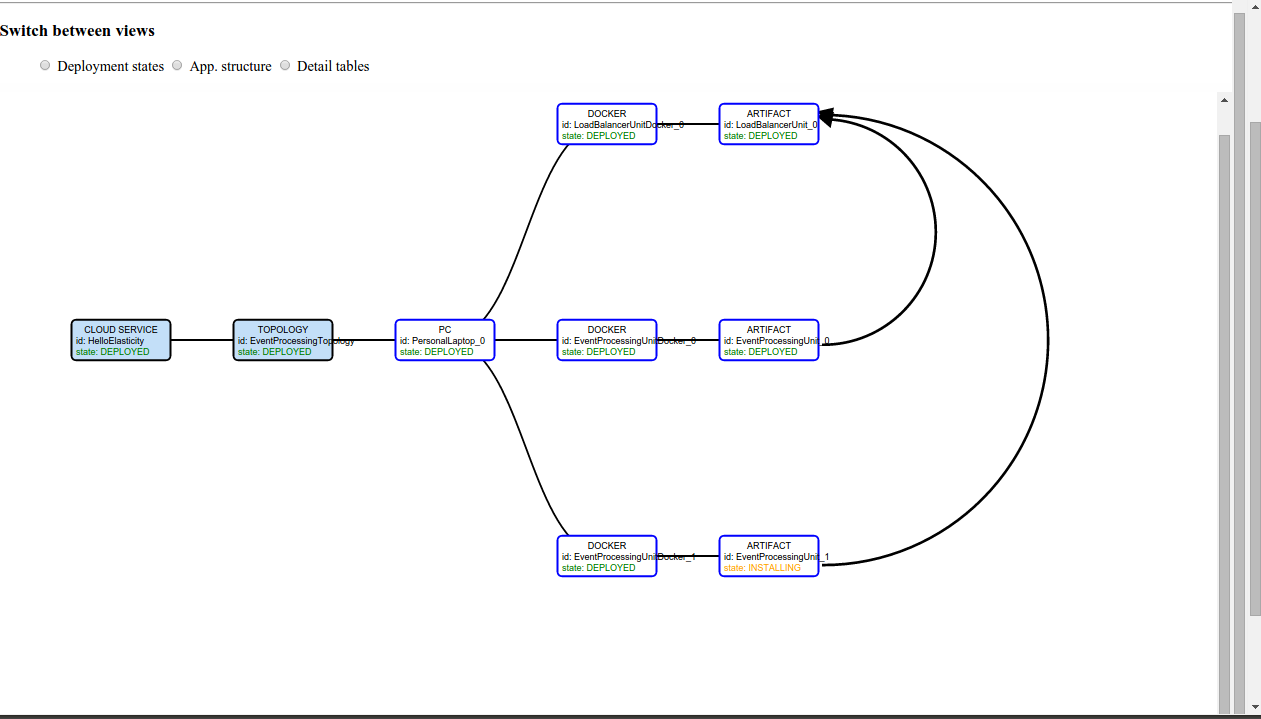 Switch between views
Deployment states App. structure Detail tables
DOCKER
id: LoadBalancerUnitDocker_0
state: DEPLOYED
ARTIFACT
id: LoadBalancerUnit_0
state: DEPLOYED
CLOUD SERVICE
id: HelloElasticity
state: DEPLOYED
TOPOLOGY
id: EventProcessingTopology
state: DEPLOYED
PC
id: PersonalLaptop_0
state: DEPLOYED
DOCKER
id: EventProcessingUnitDocker_0
state: DEPLOYED
ARTIFACT
id: EventProcessingUnit_0
state: DEPLOYED
DOCKER
id: EventProcessingUnitDocker_1
state: DEPLOYED
ARTIFACT
id: EventProcessingUnit_1
state: INSTALLING